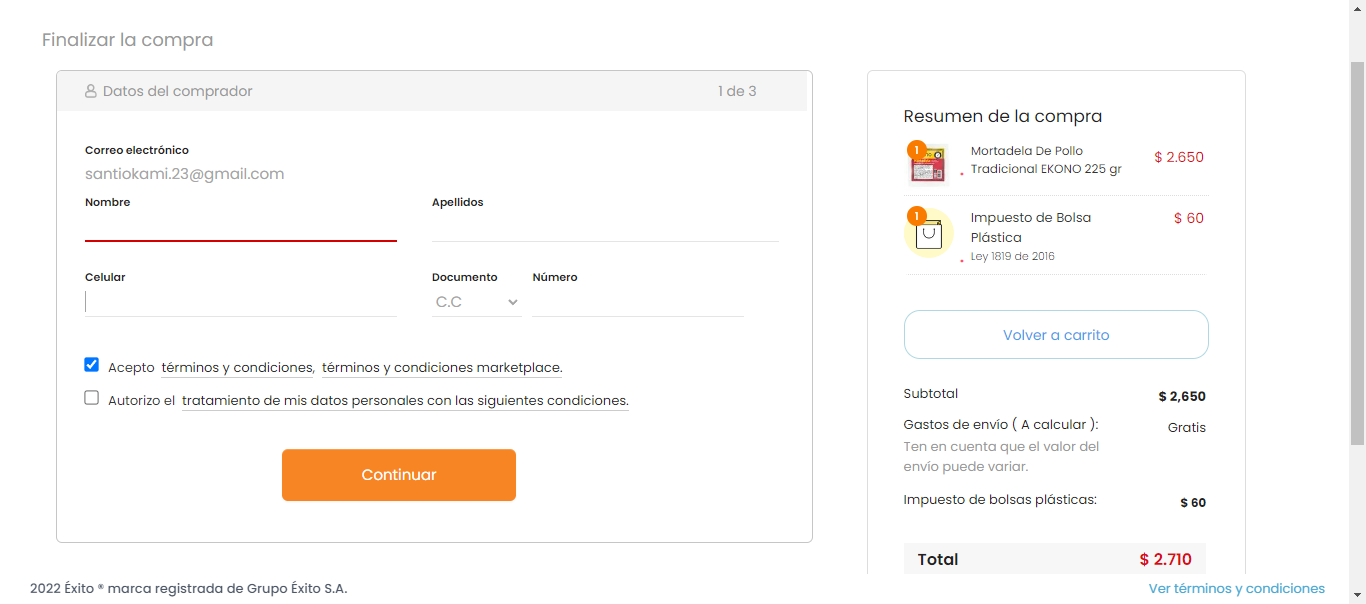 Finalizar la compra
Datos del comprador
1 de 3
Correo electrónico
santiokami.23@gmail.com
Nombre
Apellidos
Celular
Documento
Número
C.C
Acepto términos y condiciones, términos y condiciones marketplace.
Autorizo el tratamiento de mis datos personales con las siguientes condiciones.
Continuar
Resumen de la compra
1
Mortadela De Pollo
Tradicional EKONO 225 gr
$ 2.650
1
Impuesto de Bolsa
Plástica
Ley 1819 de 2016
$ 60
Volver a carrito
Subtotal
$ 2,650
Gastos de envío ( A calcular ):
Gratis
Ten en cuenta que el valor del
envío puede variar.
Impuesto de bolsas plásticas:
$ 60
Total
$ 2.710
2022 Éxito ® marca registrada de Grupo Éxito S.A.
Ver términos y condiciones